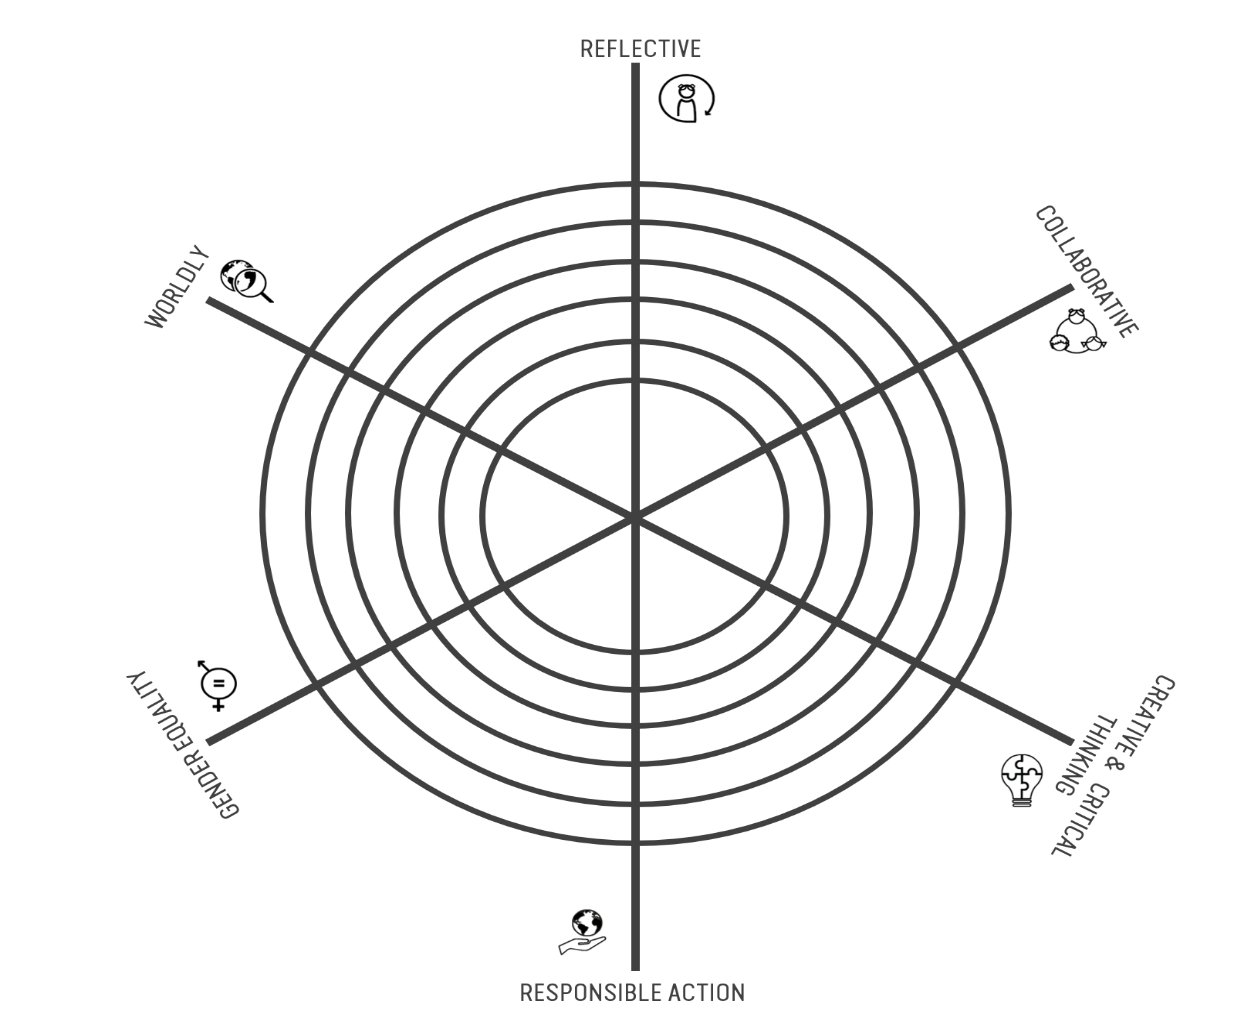 REFLECTIVE
COLLABORATIVE
CREATIVE & CRITICAL
THINKING
RESPONSIBLE ACTION
GENDER EQUALITY
WORLDLY